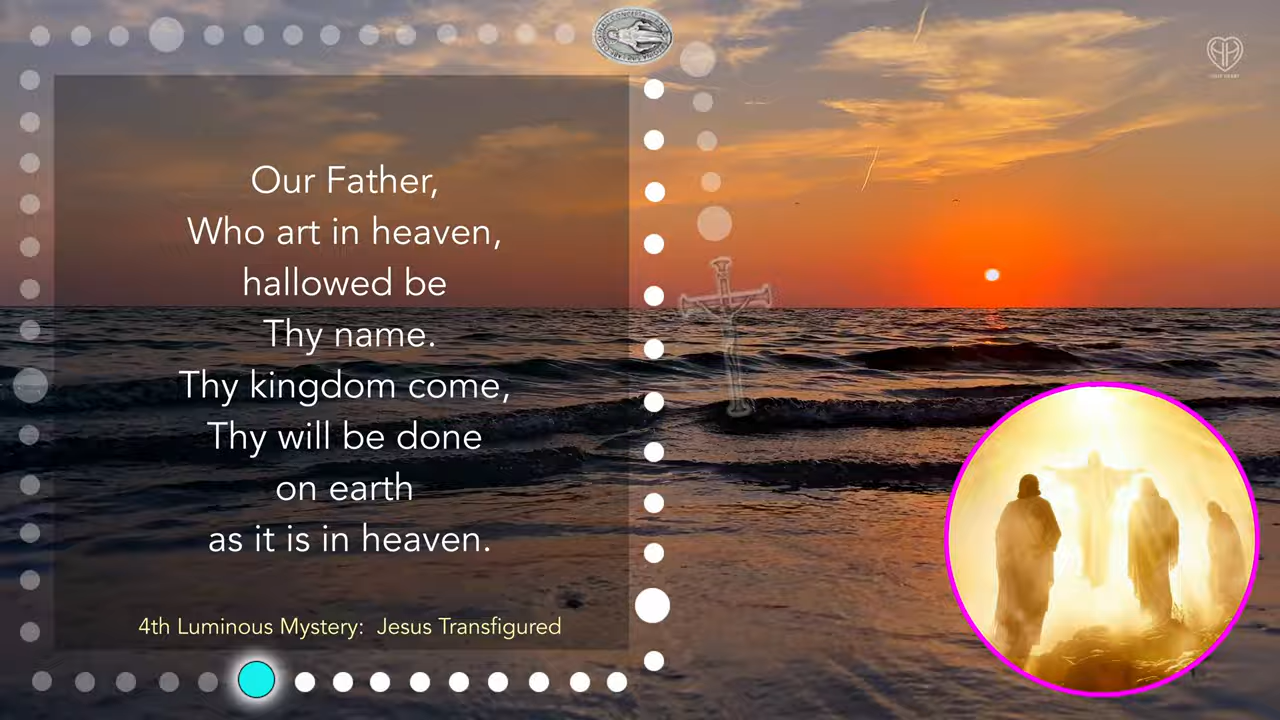 Our Father,
Who art in heaven,
hallowed be
Thy name.
Thy kingdom come,
Thy will be done
on earth
as it is in heaven.
4th Luminous Mystery: Jesus Transfigured